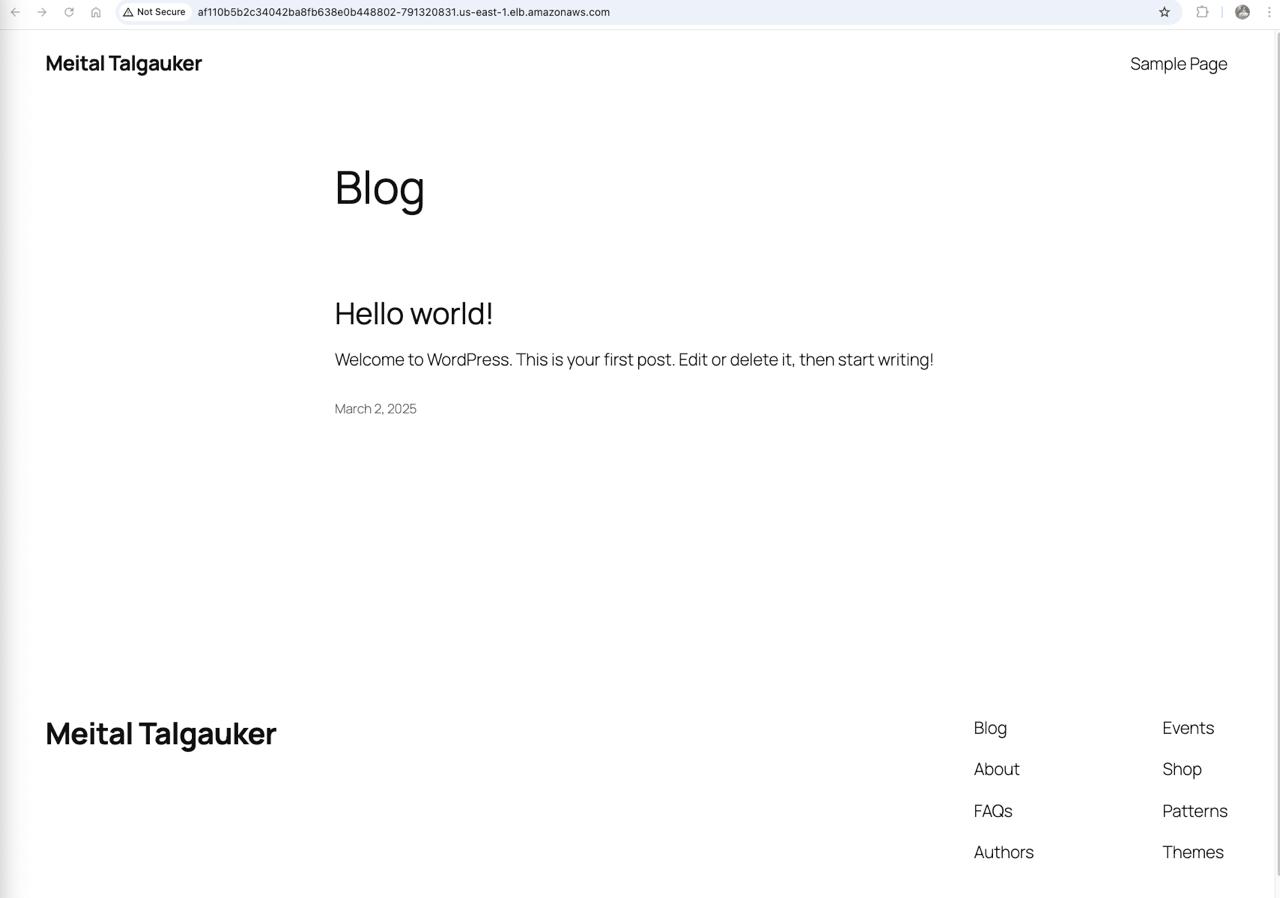 Not Secure af110b5b2c34042ba8fb638e0b448802-791320831.us-east-1.elb.amazonaws.com
Meital Talgauker
Sample Page
Blog
Hello world!
Welcome to WordPress. This is your first post. Edit or delete it, then start writing!
March 2, 2025
Meital Talgauker
Blog
About
FAQs
Authors
Events
Shop
Patterns
Themes